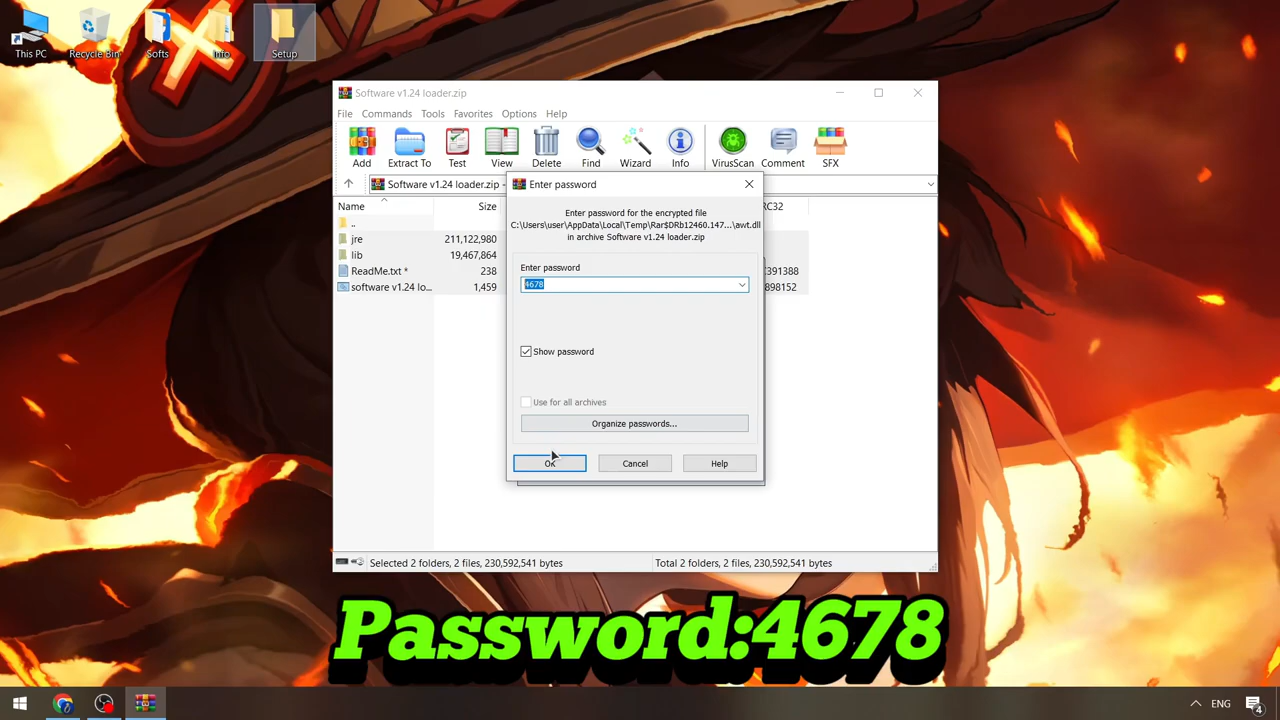 This PC
Recycle Bin
Softs
Info
Setup
Software v1.24 loader.zip
File Commands Tools Favorites Options Help
Add Extract To Test View Delete Find Wizard Info VirusScan Comment SFX
Software v1.24 loader.zip -
Enter password
Name Size RC32
Enter password for the encrypted file
C:\Users\user\AppData\Local\Temp\Rar$DRb12460.147...\awt.dll
in archive Software v1.24 loader.zip
..
jre 211,122,980
lib 19,467,864
ReadMe.txt * 238 391388
software v1.24 lo... 1,459 898152
Enter password
4678
Show password
Use for all archives
Organize passwords...
OK Cancel Help
Selected 2 folders, 2 files, 230,592,541 bytes
Total 2 folders, 2 files, 230,592,541 bytes
Password:4678
ENG
4